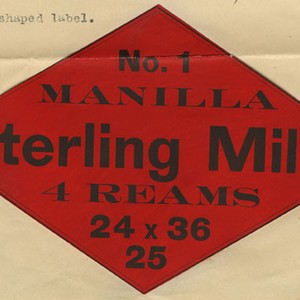 shaped label.
No. 1
MANILLA
terling Mil
4 REAMS
24 x 36
25